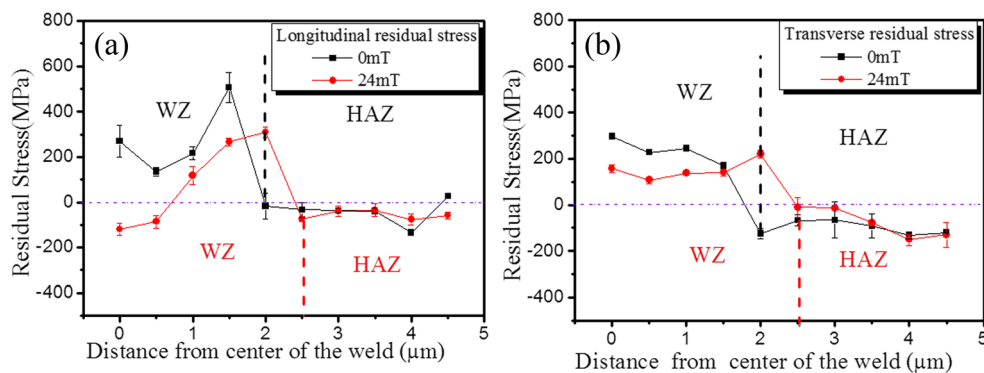 (a)
Longitudinal residual stress
0mT
24mT
WZ
HAZ
WZ
HAZ
800
600
400
200
0
-200
-400
Residual Stress(MPa)
0 1 2 3 4 5
Distance from center of the weld (μm)
(b)
Transverse residual stress
0mT
24mT
WZ
HAZ
WZ
HAZ
800
600
400
200
0
-200
-400
Residual Stress(MPa)
0 1 2 3 4 5
Distance from center of the weld (μm)